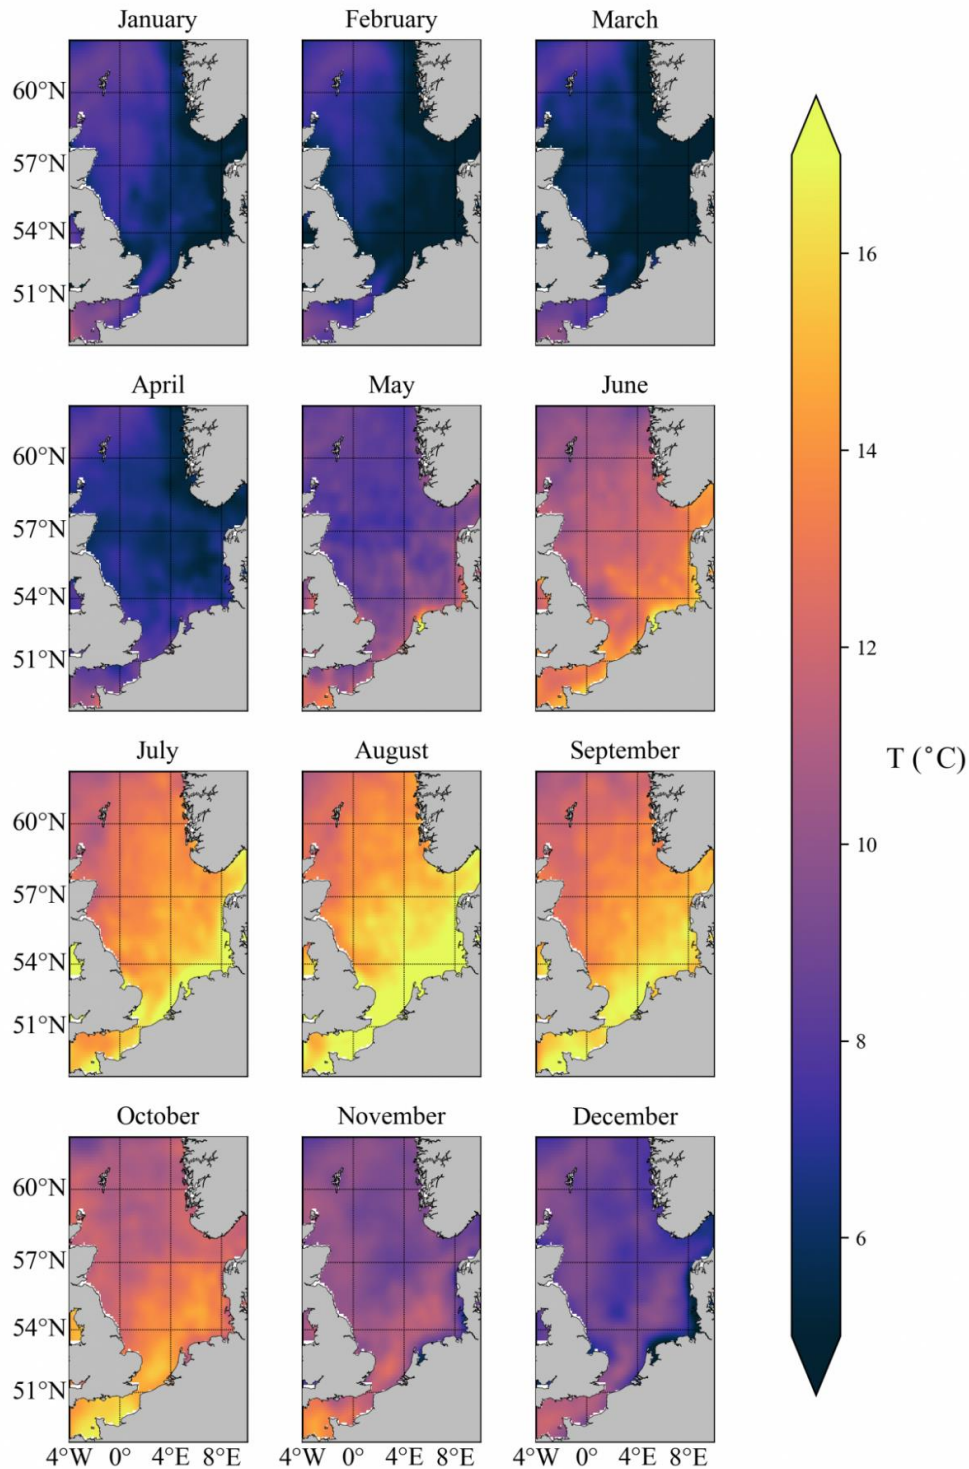 January February March
60°N
57°N
54°N
51°N
April May June
60°N
57°N
54°N
51°N
July August September
60°N
57°N
54°N
51°N
October November December
60°N
57°N
54°N
51°N
4°W 0° 4°E 8°E 4°W 0° 4°E 8°E 4°W 0° 4°E 8°E
16
14
12
T (°C)
10
8
6